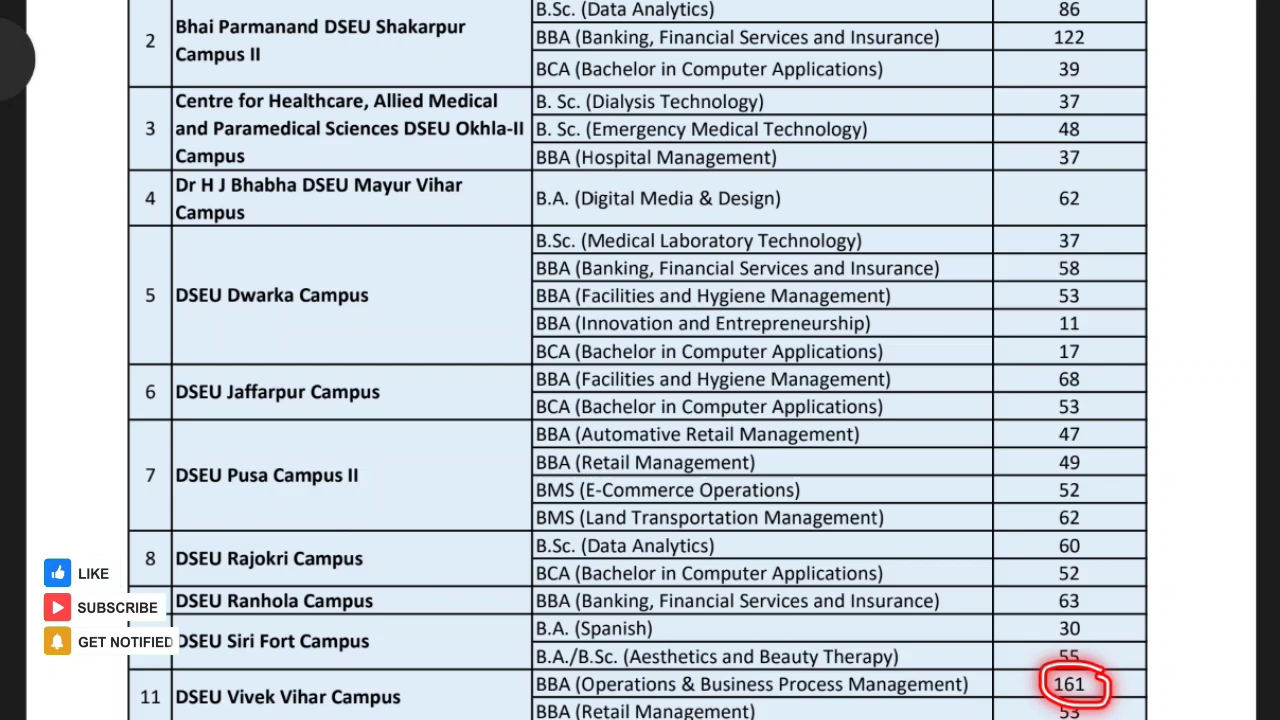 B.Sc. (Data Analytics) 86
2 Bhai Parmanand DSEU Shakarpur
Campus II
BBA (Banking, Financial Services and Insurance) 122
BCA (Bachelor in Computer Applications) 39
3 Centre for Healthcare, Allied Medical
and Paramedical Sciences DSEU Okhla-II
Campus
B. Sc. (Dialysis Technology) 37
B. Sc. (Emergency Medical Technology) 48
BBA (Hospital Management) 37
4 Dr H J Bhabha DSEU Mayur Vihar
Campus
B.A. (Digital Media & Design) 62
5 DSEU Dwarka Campus
B.Sc. (Medical Laboratory Technology) 37
BBA (Banking, Financial Services and Insurance) 58
BBA (Facilities and Hygiene Management) 53
BBA (Innovation and Entrepreneurship) 11
BCA (Bachelor in Computer Applications) 17
6 DSEU Jaffarpur Campus
BBA (Facilities and Hygiene Management) 68
BCA (Bachelor in Computer Applications) 53
7 DSEU Pusa Campus II
BBA (Automative Retail Management) 47
BBA (Retail Management) 49
BMS (E-Commerce Operations) 52
BMS (Land Transportation Management) 62
8 DSEU Rajokri Campus
B.Sc. (Data Analytics) 60
BCA (Bachelor in Computer Applications) 52
DSEU Ranhola Campus BBA (Banking, Financial Services and Insurance) 63
DSEU Siri Fort Campus
B.A. (Spanish) 30
B.A./B.Sc. (Aesthetics and Beauty Therapy) 55
11 DSEU Vivek Vihar Campus
BBA (Operations & Business Process Management) 161
BBA (Retail Management) 53
LIKE
SUBSCRIBE
GET NOTIFIED